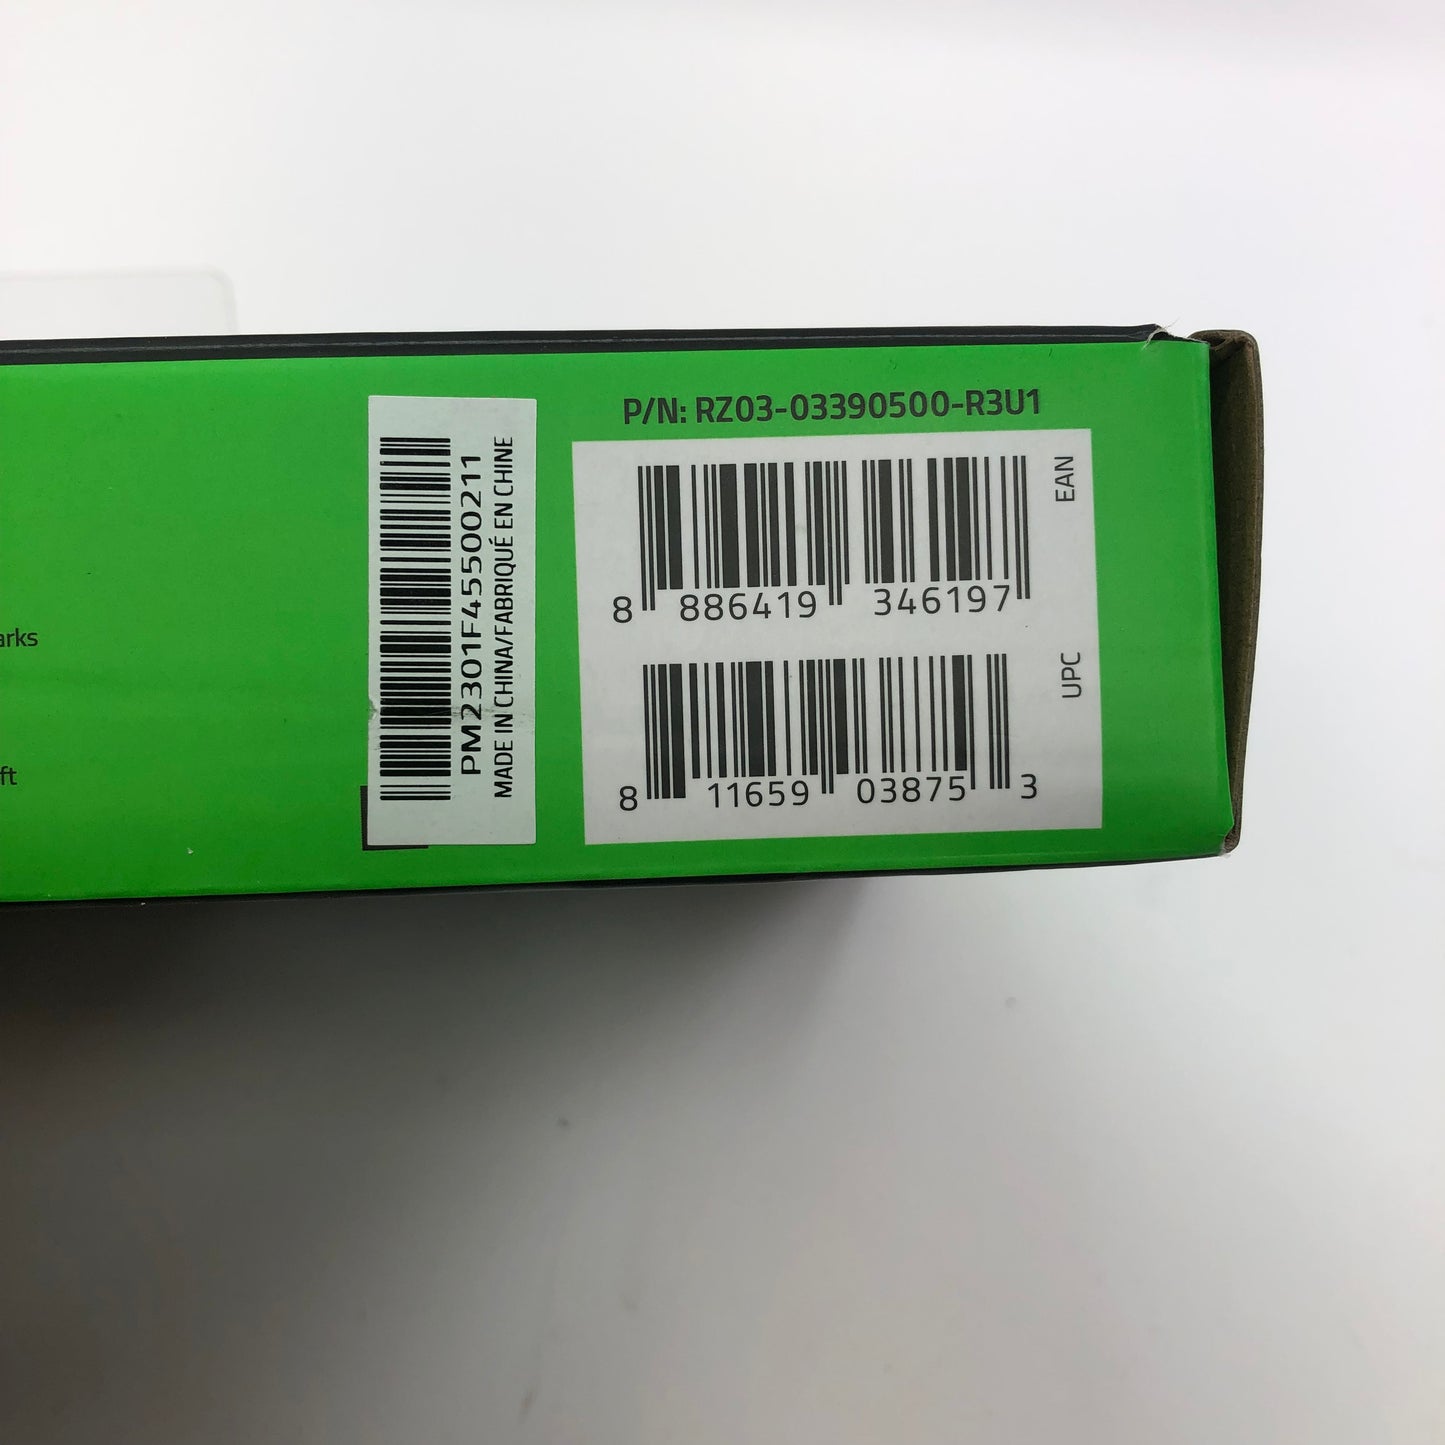 P/N: RZ03-03390500-R3U1
EAN
8 886419 346197
UPC
8 11659 03875 3
PM2301F45500211
MADE IN CHINA/FABRIQUÉ EN CHINE
arks
ft